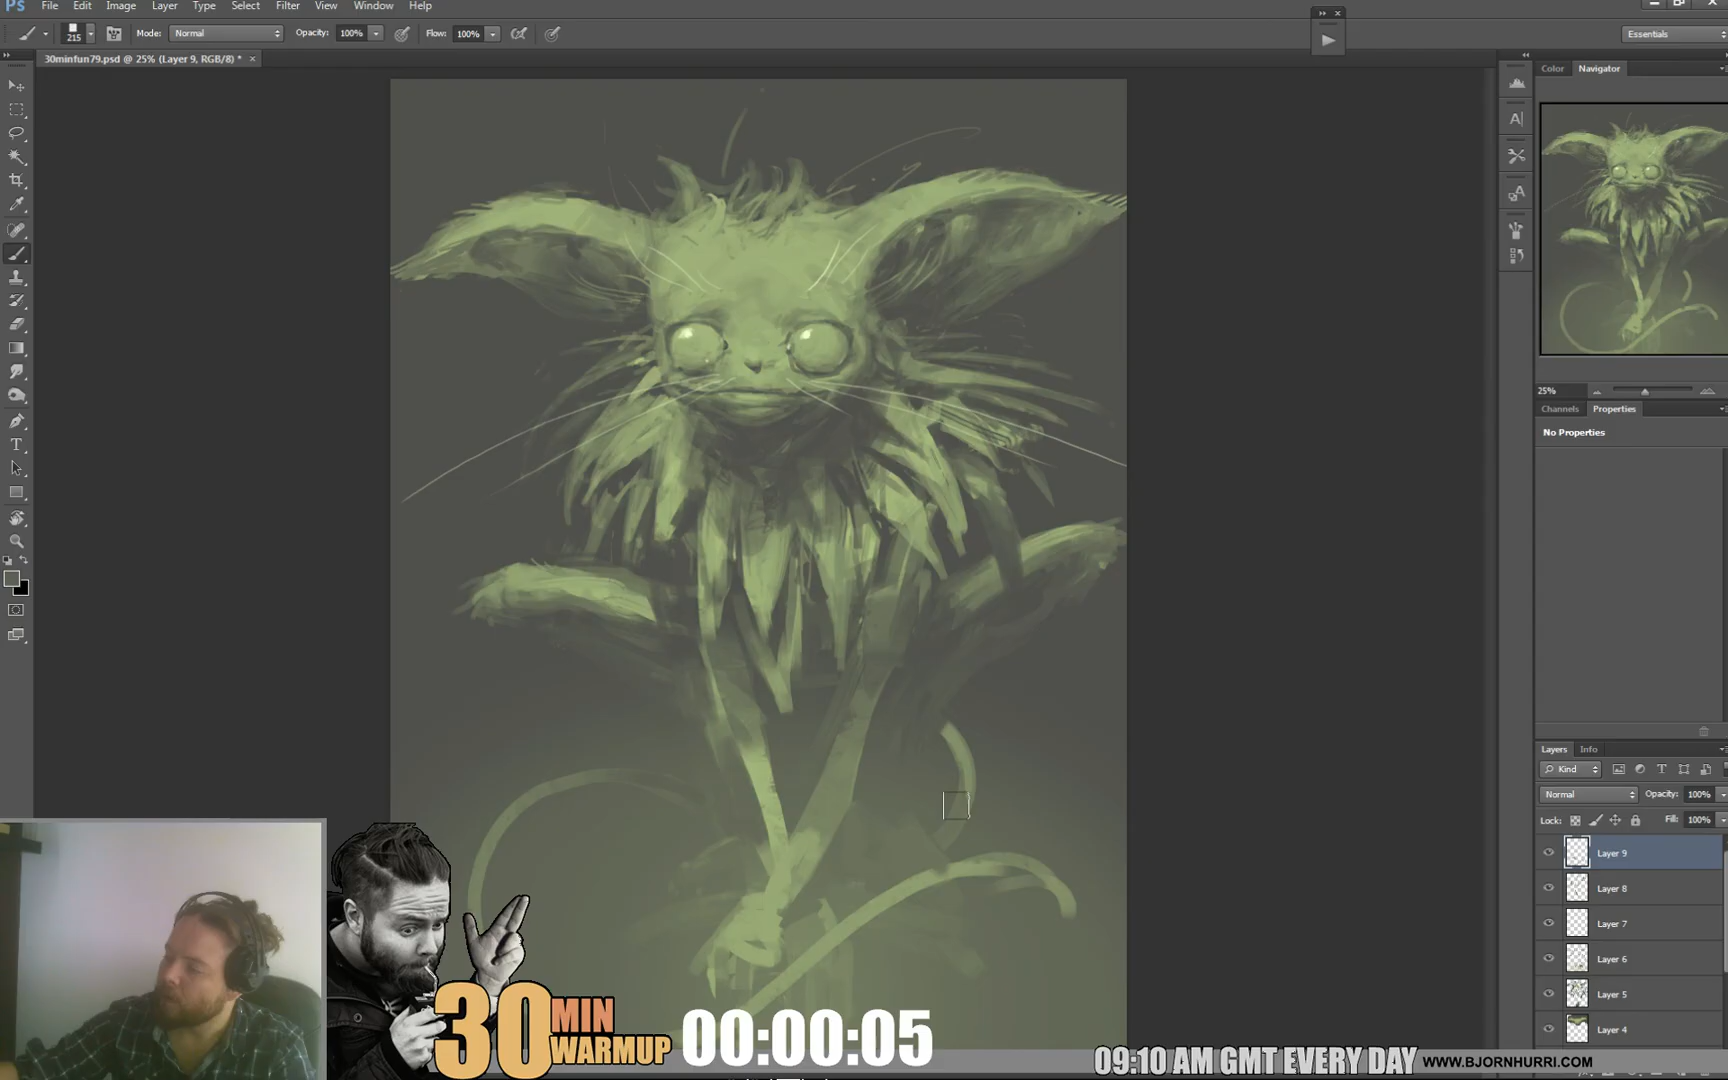 Ps File Edit Image Layer Type Select Filter View Window Help
215 Mode: Normal Opacity: 100% Flow: 100% Essentials
30minfun79.psd @ 25% (Layer 9, RGB/8) * ×
Color Navigator
25%
Channels Properties
No Properties
Layers Info
Kind
Normal Opacity: 100%
Lock: Fill: 100%
Layer 9
Layer 8
Layer 7
Layer 6
Layer 5
Layer 4
30 MIN WARMUP 00:00:05
09:10 AM GMT EVERY DAY WWW.BJORNHURRI.COM